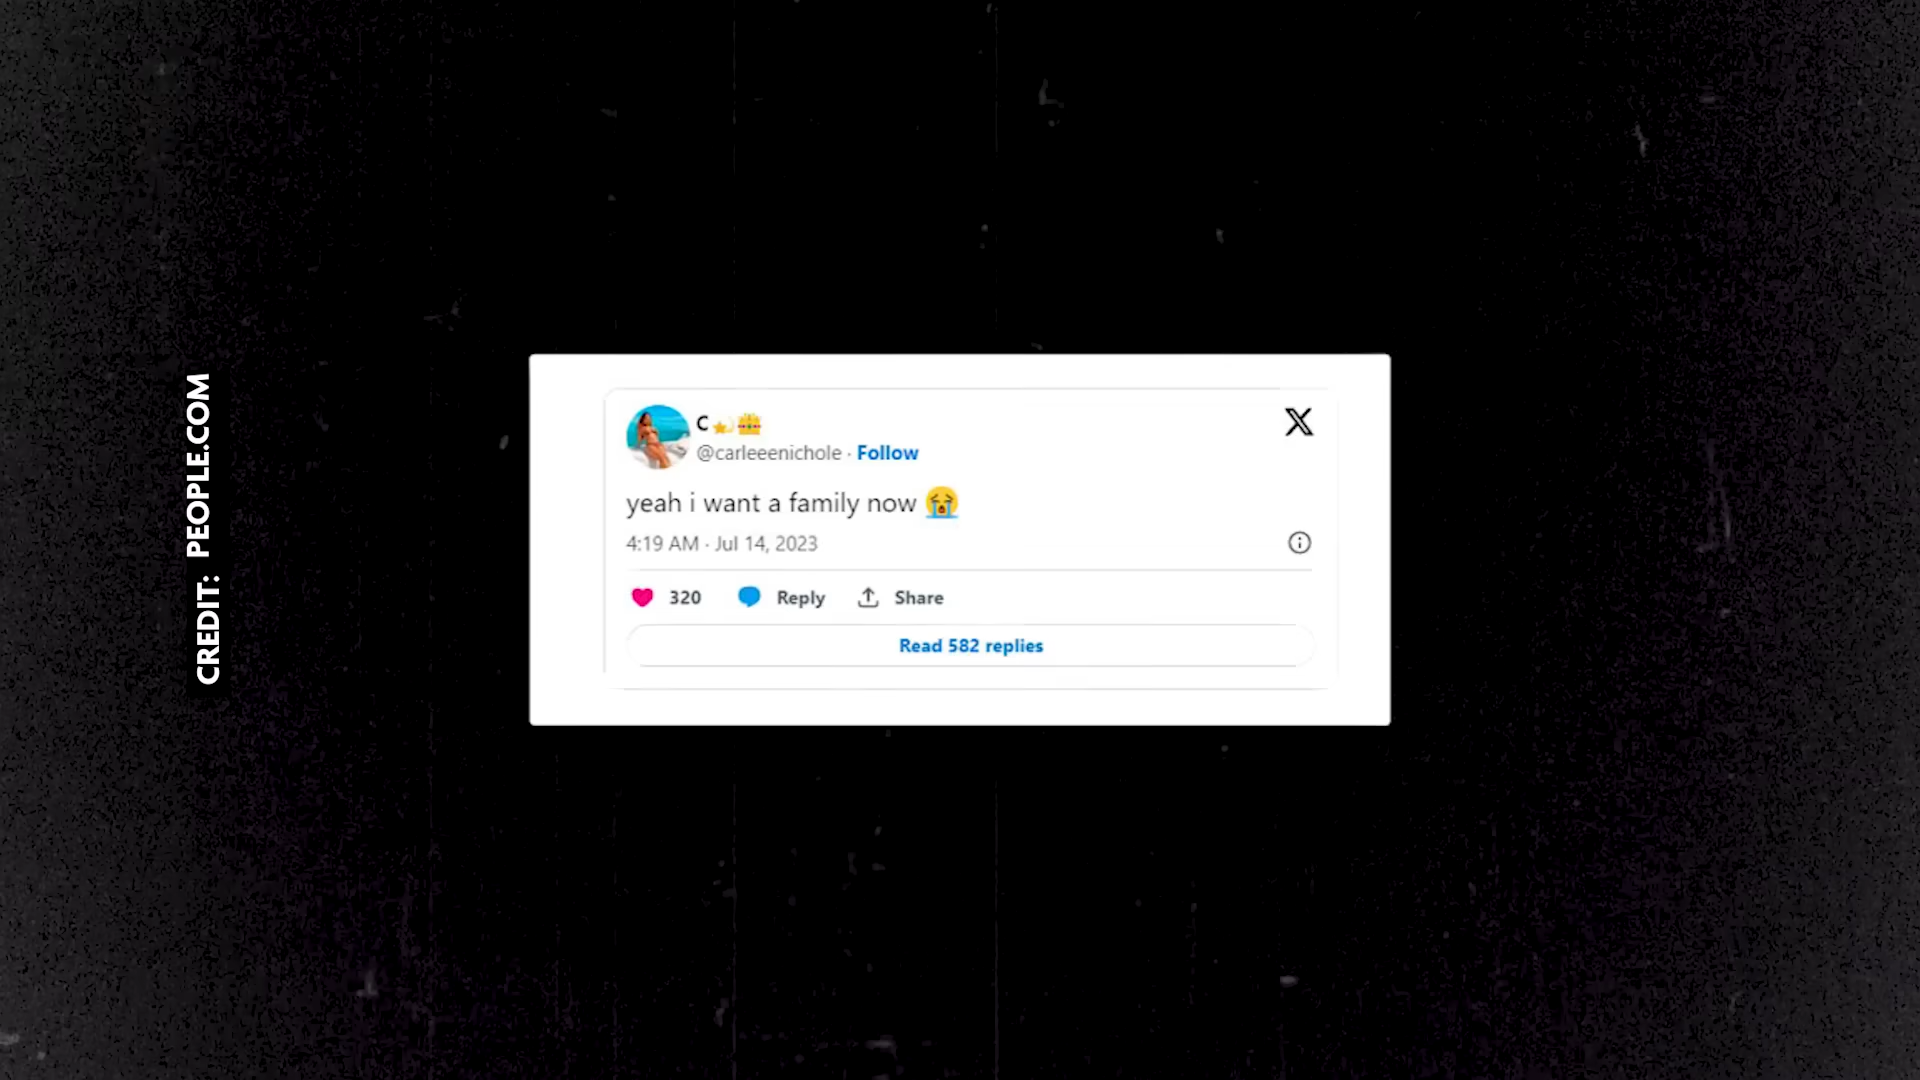 CREDIT: PEOPLE.COM
C💫👑
@carleeenichole · Follow
yeah i want a family now 😭
4:19 AM · Jul 14, 2023
320 Reply Share
Read 582 replies